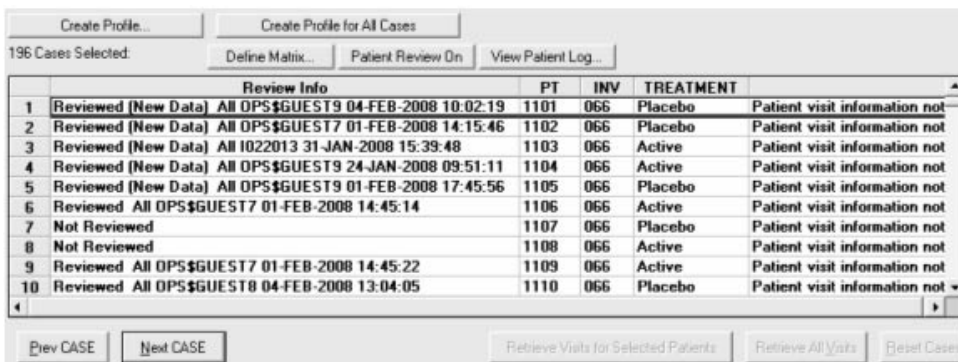 Create Profile... Create Profile for All Cases
196 Cases Selected: Define Matrix... Patient Review On View Patient Log...
Review Info PT INV TREATMENT
1 Reviewed (New Data) All OPS$GUEST9 04-FEB-2008 10:02:19 1101 066 Placebo Patient visit information not
2 Reviewed (New Data) All OPS$GUEST7 01-FEB-2008 14:15:46 1102 066 Placebo Patient visit information not
3 Reviewed (New Data) All I022013 31-JAN-2008 15:39:48 1103 066 Active Patient visit information not
4 Reviewed (New Data) All OPS$GUEST9 24-JAN-2008 09:51:11 1104 066 Active Patient visit information not
5 Reviewed (New Data) All OPS$GUEST9 01-FEB-2008 17:45:56 1105 066 Placebo Patient visit information not
6 Reviewed All OPS$GUEST7 01-FEB-2008 14:45:14 1106 066 Active Patient visit information not
7 Not Reviewed 1107 066 Placebo Patient visit information not
8 Not Reviewed 1108 066 Active Patient visit information not
9 Reviewed All OPS$GUEST7 01-FEB-2008 14:45:22 1109 066 Active Patient visit information not
10 Reviewed All OPS$GUEST8 04-FEB-2008 13:04:05 1110 066 Placebo Patient visit information not
Prev CASE Next CASE Retrieve Visits for Selected Patients Retrieve All Visits Reset Cases